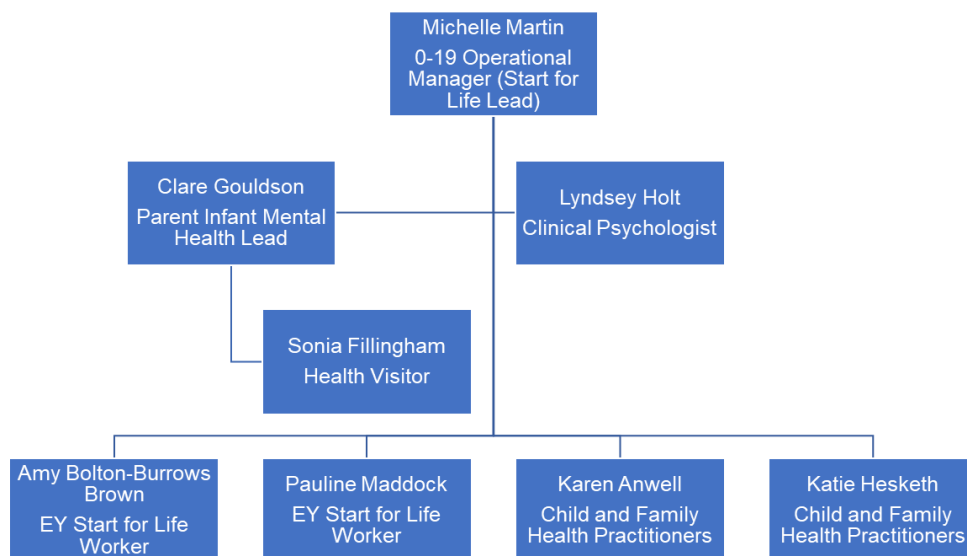 Michelle Martin
0-19 Operational
Manager (Start for
Life Lead)
Clare Gouldson
Parent Infant Mental
Health Lead
Lyndsey Holt
Clinical Psychologist
Sonia Fillingham
Health Visitor
Amy Bolton-Burrows
Brown
EY Start for Life
Worker
Pauline Maddock
EY Start for Life
Worker
Karen Anwell
Child and Family
Health Practitioners
Katie Hesketh
Child and Family
Health Practitioners